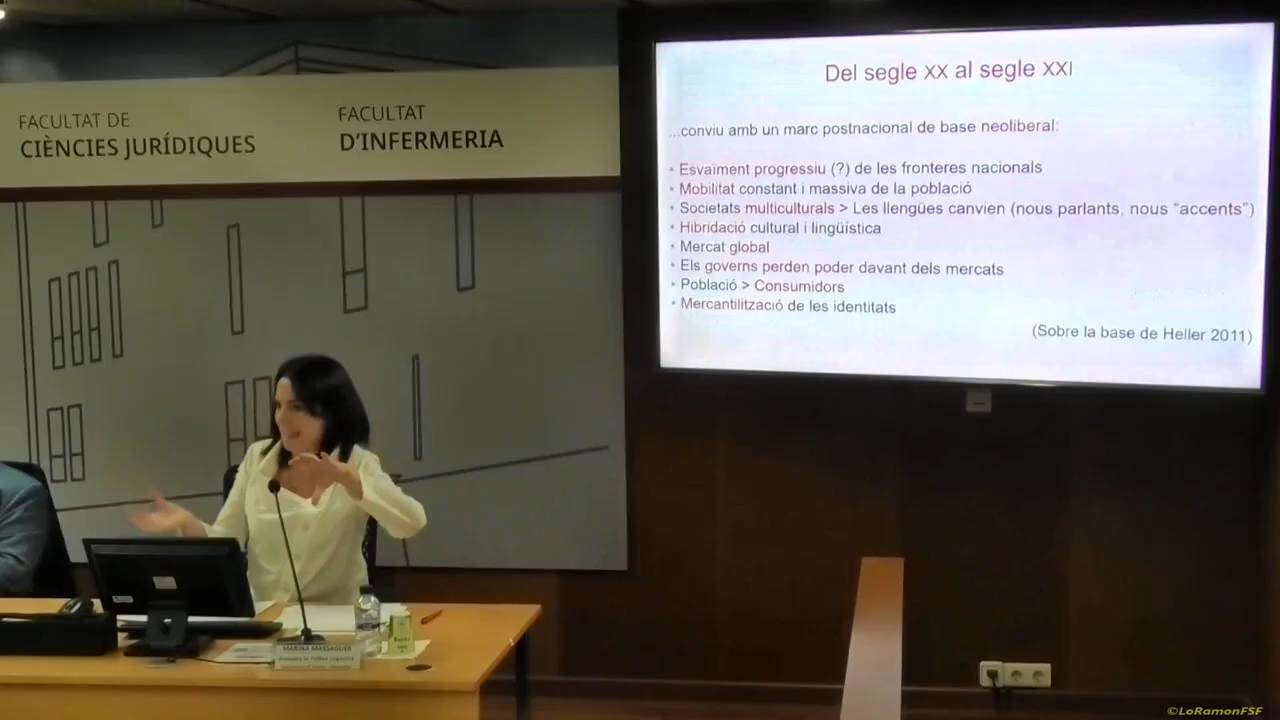 FACULTAT DE
CIÈNCIES JURÍDIQUES
FACULTAT
D'INFERMERIA
Del segle XX al segle XXI
...conviu amb un marc postnacional de base neoliberal:
• Esvaïment progressiu (?) de les fronteres nacionals
• Mobilitat constant i massiva de la població
• Societats multiculturals > Les llengües canvien (nous parlants, nous “accents”)
• Hibridació cultural i lingüística
• Mercat global
• Els governs perden poder davant dels mercats
• Població > Consumidors
• Mercantilització de les identitats
(Sobre la base de Heller 2011)
MARINA MASSAGUER
©LoRamonFSF